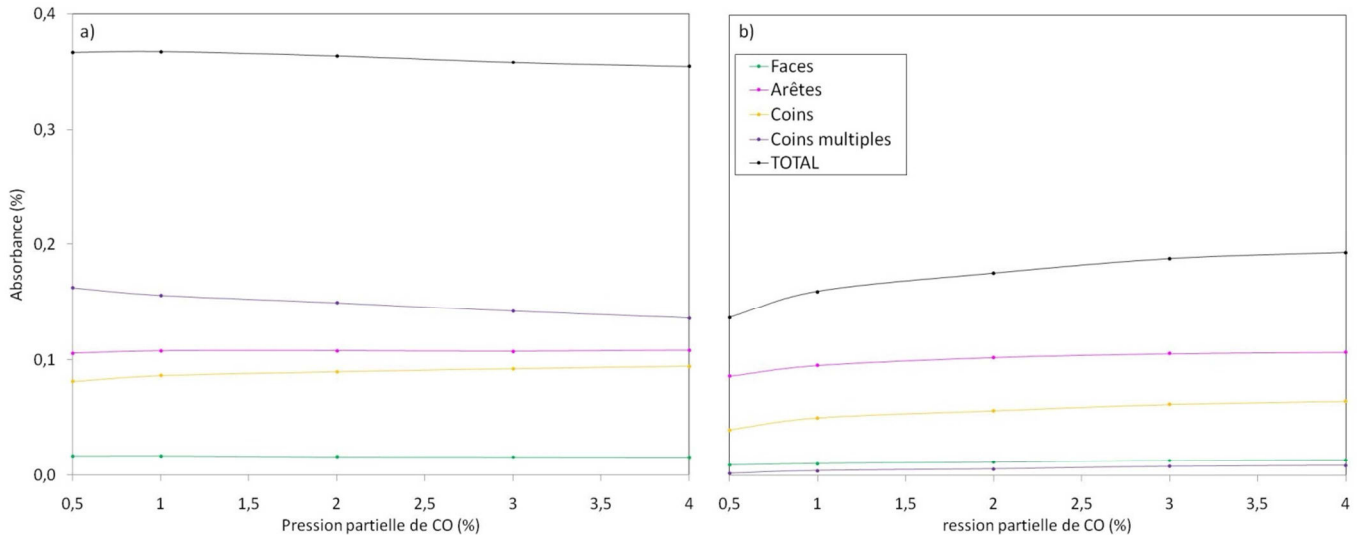 a)
0,4
0,3
0,2
0,1
0,0
Absorbance (%)
0,5 1 1,5 2 2,5 3 3,5 4
Pression partielle de CO (%)
b)
Faces
Arêtes
Coins
Coins multiples
TOTAL
0,5 1 1,5 2 2,5 3 3,5 4
ression partielle de CO (%)